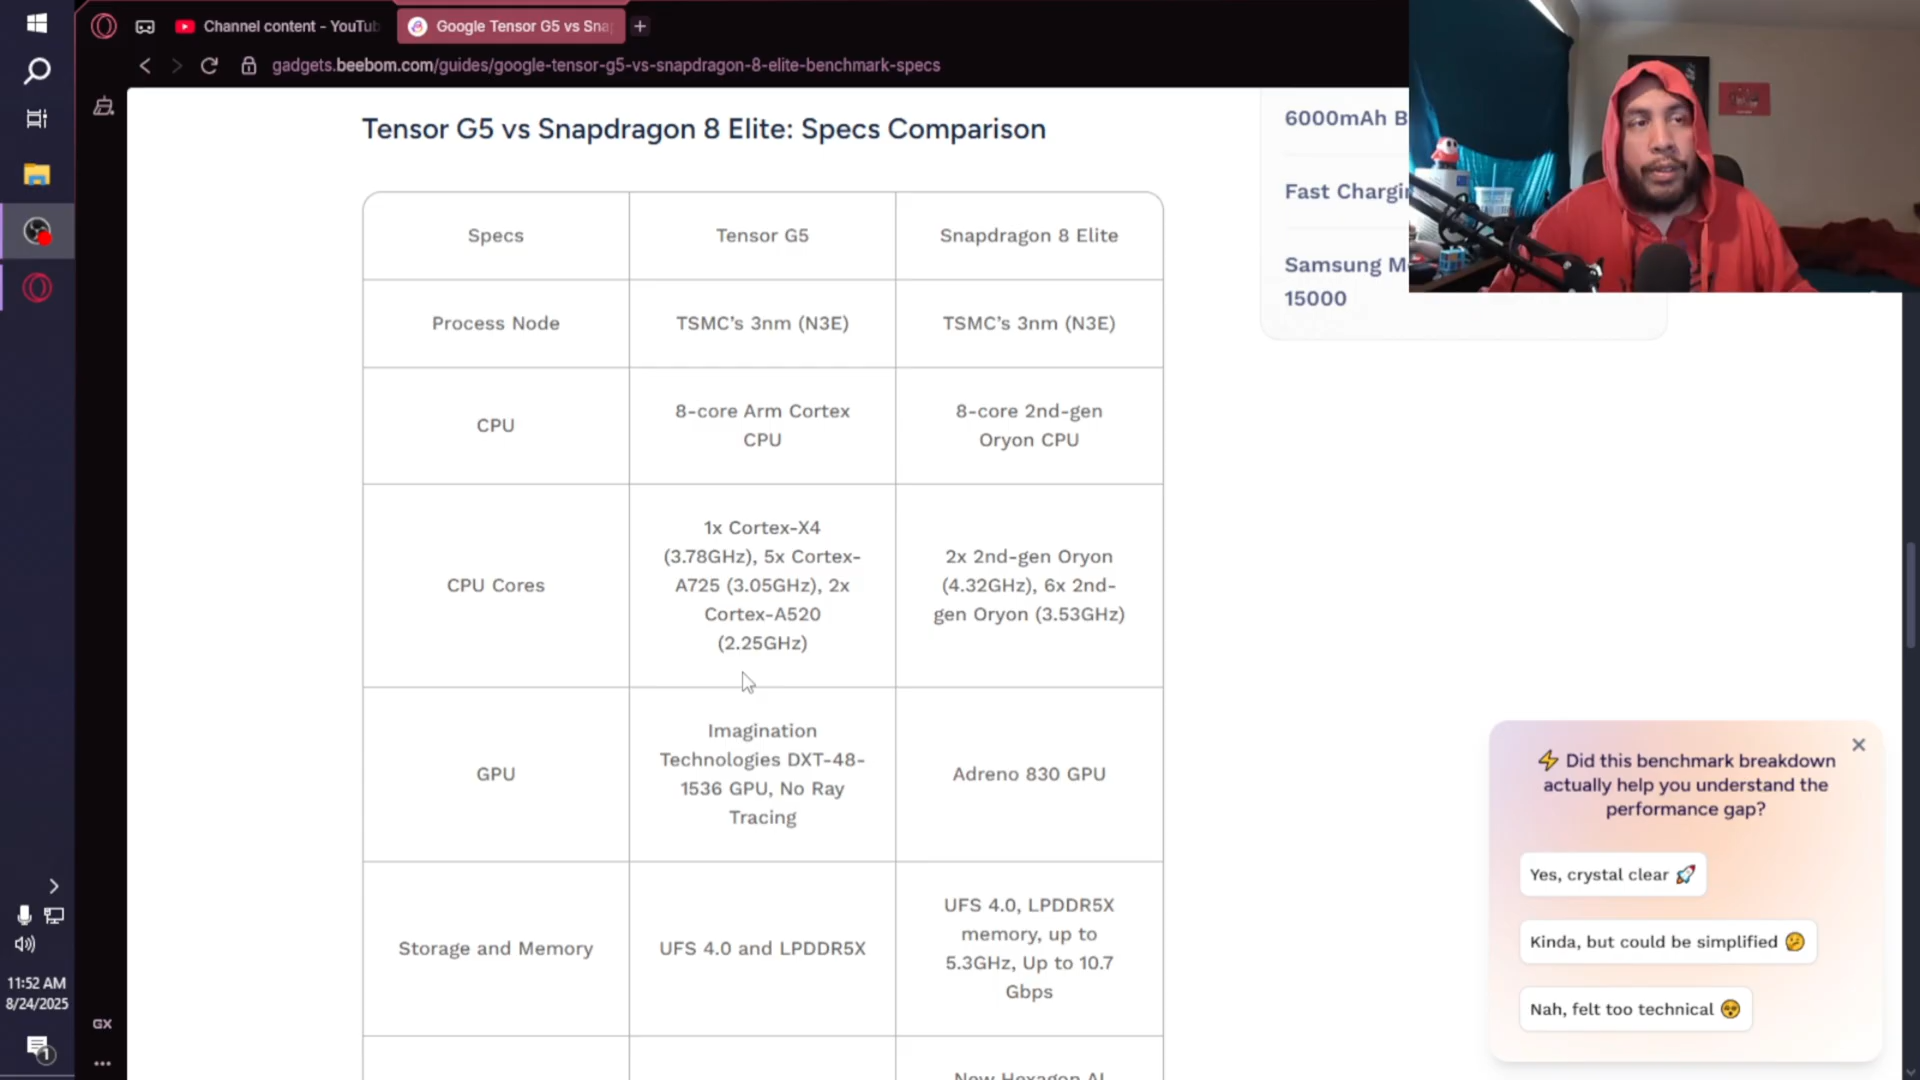 Channel content - YouTub
Google Tensor G5 vs Sna
gadgets.beebom.com/guides/google-tensor-g5-vs-snapdragon-8-elite-benchmark-specs
Tensor G5 vs Snapdragon 8 Elite: Specs Comparison
Specs
Tensor G5
Snapdragon 8 Elite
Process Node
TSMC’s 3nm (N3E)
TSMC’s 3nm (N3E)
CPU
8-core Arm Cortex
CPU
8-core 2nd-gen
Oryon CPU
CPU Cores
1x Cortex-X4
(3.78GHz), 5x Cortex-
A725 (3.05GHz), 2x
Cortex-A520
(2.25GHz)
2x 2nd-gen Oryon
(4.32GHz), 6x 2nd-
gen Oryon (3.53GHz)
GPU
Imagination
Technologies DXT-48-
1536 GPU, No Ray
Tracing
Adreno 830 GPU
Storage and Memory
UFS 4.0 and LPDDR5X
UFS 4.0, LPDDR5X
memory, up to
5.3GHz, Up to 10.7
Gbps
New Hexagon AI
6000mAh B
Fast Chargin
Samsung M
15000
⚡ Did this benchmark breakdown
actually help you understand the
performance gap?
Yes, crystal clear 🚀
Kinda, but could be simplified 🤔
Nah, felt too technical 😵
11:52 AM
8/24/2025
1
GX